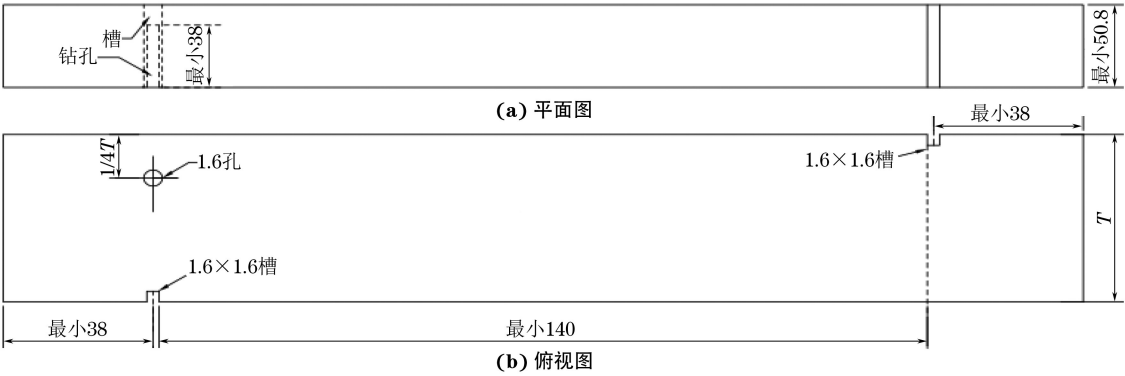 槽
钻孔
最小38
最小50.8
(a) 平面图
最小38
1/4T
1.6孔
1.6×1.6槽
T
1.6×1.6槽
最小38
最小140
(b) 俯视图